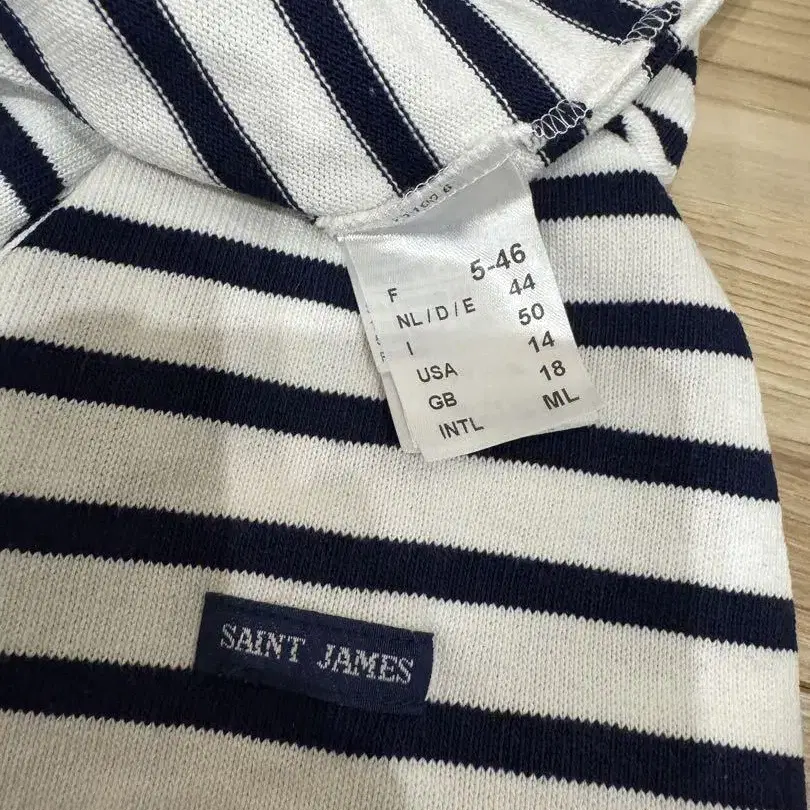 F 5-46
NL / D / E 44
I 50
USA 14
GB 18
INTL ML
SAINT JAMES